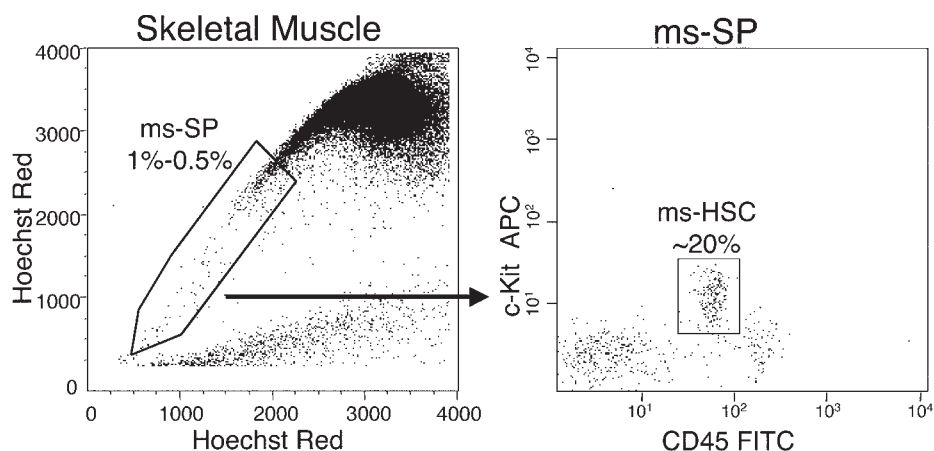 Skeletal Muscle
4000
3000
2000
1000
0
Hoechst Red
ms-SP
1%-0.5%
0 1000 2000 3000 4000
Hoechst Red
ms-SP
10⁴
10³
10²
10¹
c-Kit APC
ms-HSC
~20%
10¹ 10² 10³ 10⁴
CD45 FITC